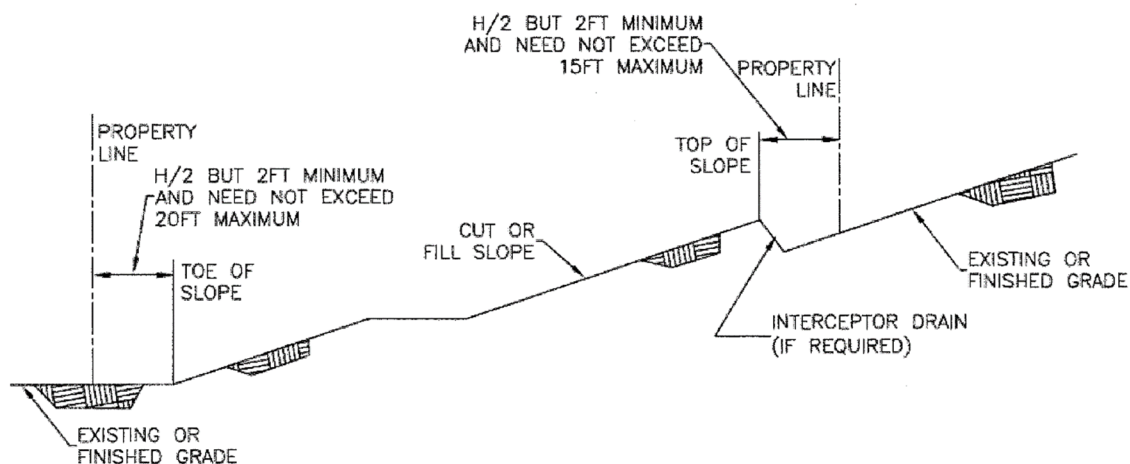 H/2 BUT 2FT MINIMUM
AND NEED NOT EXCEED
15FT MAXIMUM
PROPERTY
LINE
TOP OF
SLOPE
PROPERTY
LINE
H/2 BUT 2FT MINIMUM
AND NEED NOT EXCEED
20FT MAXIMUM
TOE OF
SLOPE
CUT OR
FILL SLOPE
EXISTING OR
FINISHED GRADE
INTERCEPTOR DRAIN
(IF REQUIRED)
EXISTING OR
FINISHED GRADE